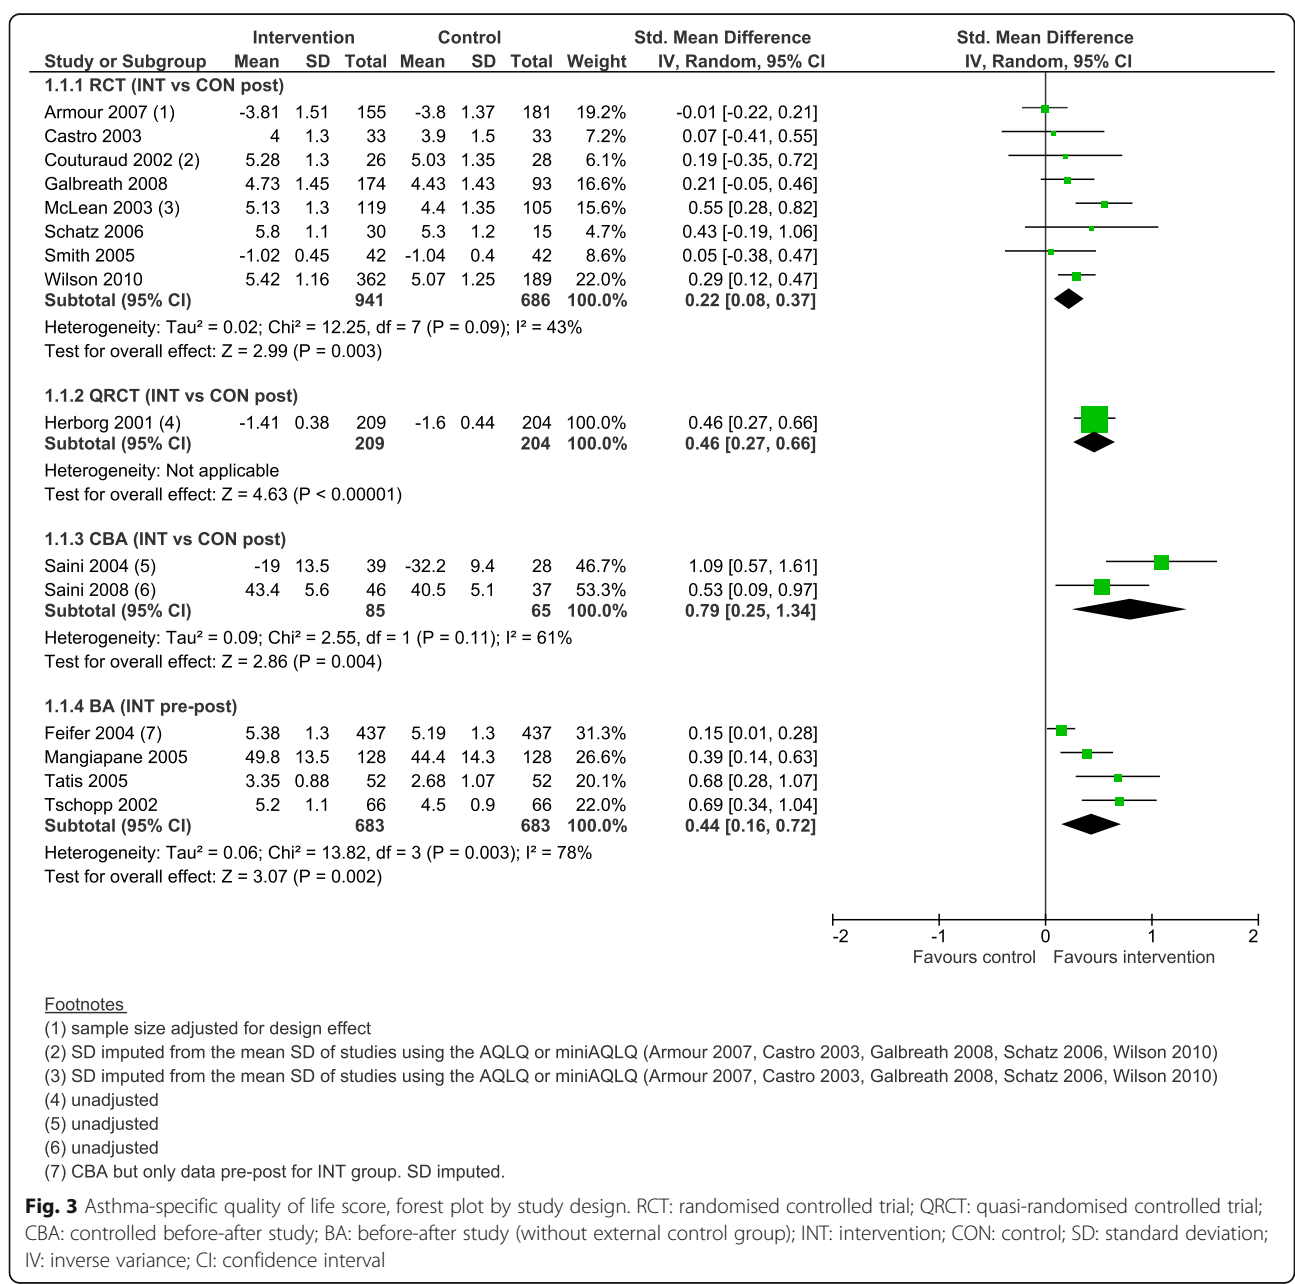 Intervention Control Std. Mean Difference Std. Mean Difference
Study or Subgroup Mean SD Total Mean SD Total Weight IV, Random, 95% CI IV, Random, 95% CI
1.1.1 RCT (INT vs CON post)
Armour 2007 (1) -3.81 1.51 155 -3.8 1.37 181 19.2% -0.01 [-0.22, 0.21]
Castro 2003 4 1.3 33 3.9 1.5 33 7.2% 0.07 [-0.41, 0.55]
Couturaud 2002 (2) 5.28 1.3 26 5.03 1.35 28 6.1% 0.19 [-0.35, 0.72]
Galbreath 2008 4.73 1.45 174 4.43 1.43 93 16.6% 0.21 [-0.05, 0.46]
McLean 2003 (3) 5.13 1.3 119 4.4 1.35 105 15.6% 0.55 [0.28, 0.82]
Schatz 2006 5.8 1.1 30 5.3 1.2 15 4.7% 0.43 [-0.19, 1.06]
Smith 2005 -1.02 0.45 42 -1.04 0.4 42 8.6% 0.05 [-0.38, 0.47]
Wilson 2010 5.42 1.16 362 5.07 1.25 189 22.0% 0.29 [0.12, 0.47]
Subtotal (95% CI) 941 686 100.0% 0.22 [0.08, 0.37]
Heterogeneity: Tau² = 0.02; Chi² = 12.25, df = 7 (P = 0.09); I² = 43%
Test for overall effect: Z = 2.99 (P = 0.003)
1.1.2 QRCT (INT vs CON post)
Herborg 2001 (4) -1.41 0.38 209 -1.6 0.44 204 100.0% 0.46 [0.27, 0.66]
Subtotal (95% CI) 209 204 100.0% 0.46 [0.27, 0.66]
Heterogeneity: Not applicable
Test for overall effect: Z = 4.63 (P < 0.00001)
1.1.3 CBA (INT vs CON post)
Saini 2004 (5) -19 13.5 39 -32.2 9.4 28 46.7% 1.09 [0.57, 1.61]
Saini 2008 (6) 43.4 5.6 46 40.5 5.1 37 53.3% 0.53 [0.09, 0.97]
Subtotal (95% CI) 85 65 100.0% 0.79 [0.25, 1.34]
Heterogeneity: Tau² = 0.09; Chi² = 2.55, df = 1 (P = 0.11); I² = 61%
Test for overall effect: Z = 2.86 (P = 0.004)
1.1.4 BA (INT pre-post)
Feifer 2004 (7) 5.38 1.3 437 5.19 1.3 437 31.3% 0.15 [0.01, 0.28]
Mangiapane 2005 49.8 13.5 128 44.4 14.3 128 26.6% 0.39 [0.14, 0.63]
Tatis 2005 3.35 0.88 52 2.68 1.07 52 20.1% 0.68 [0.28, 1.07]
Tschopp 2002 5.2 1.1 66 4.5 0.9 66 22.0% 0.69 [0.34, 1.04]
Subtotal (95% CI) 683 683 100.0% 0.44 [0.16, 0.72]
Heterogeneity: Tau² = 0.06; Chi² = 13.82, df = 3 (P = 0.003); I² = 78%
Test for overall effect: Z = 3.07 (P = 0.002)
-2 -1 0 1 2
Favours control Favours intervention
Footnotes
(1) sample size adjusted for design effect
(2) SD imputed from the mean SD of studies using the AQLQ or miniAQLQ (Armour 2007, Castro 2003, Galbreath 2008, Schatz 2006, Wilson 2010)
(3) SD imputed from the mean SD of studies using the AQLQ or miniAQLQ (Armour 2007, Castro 2003, Galbreath 2008, Schatz 2006, Wilson 2010)
(4) unadjusted
(5) unadjusted
(6) unadjusted
(7) CBA but only data pre-post for INT group. SD imputed.
Fig. 3 Asthma-specific quality of life score, forest plot by study design. RCT: randomised controlled trial; QRCT: quasi-randomised controlled trial;
CBA: controlled before-after study; BA: before-after study (without external control group); INT: intervention; CON: control; SD: standard deviation;
IV: inverse variance; CI: confidence interval